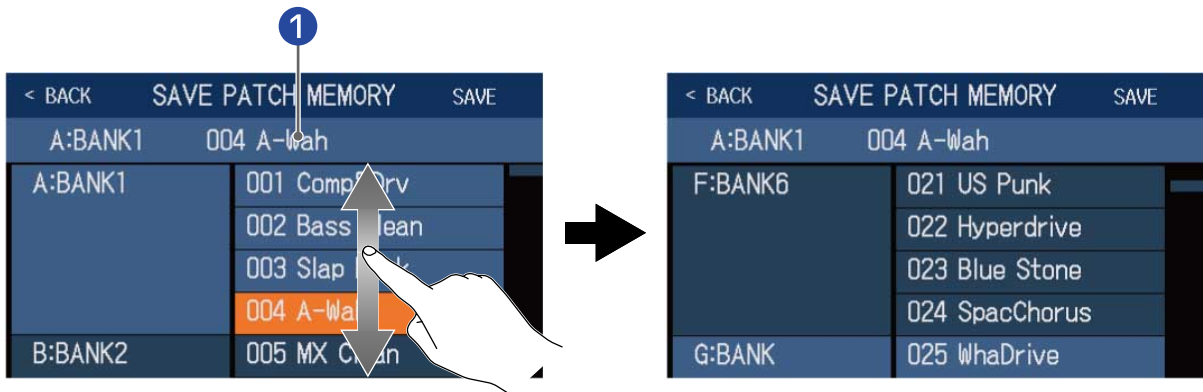 1
< BACK SAVE PATCH MEMORY SAVE
A:BANK1 004 A-Wah
A:BANK1 001 Comp
002 Bass
003 Slap
004 A-Wah
B:BANK2 005 MX
< BACK SAVE PATCH MEMORY SAVE
A:BANK1 004 A-Wah
F:BANK6 021 US Punk
022 Hyperdrive
023 Blue Stone
024 SpacChorus
G:BANK 025 WhaDrive